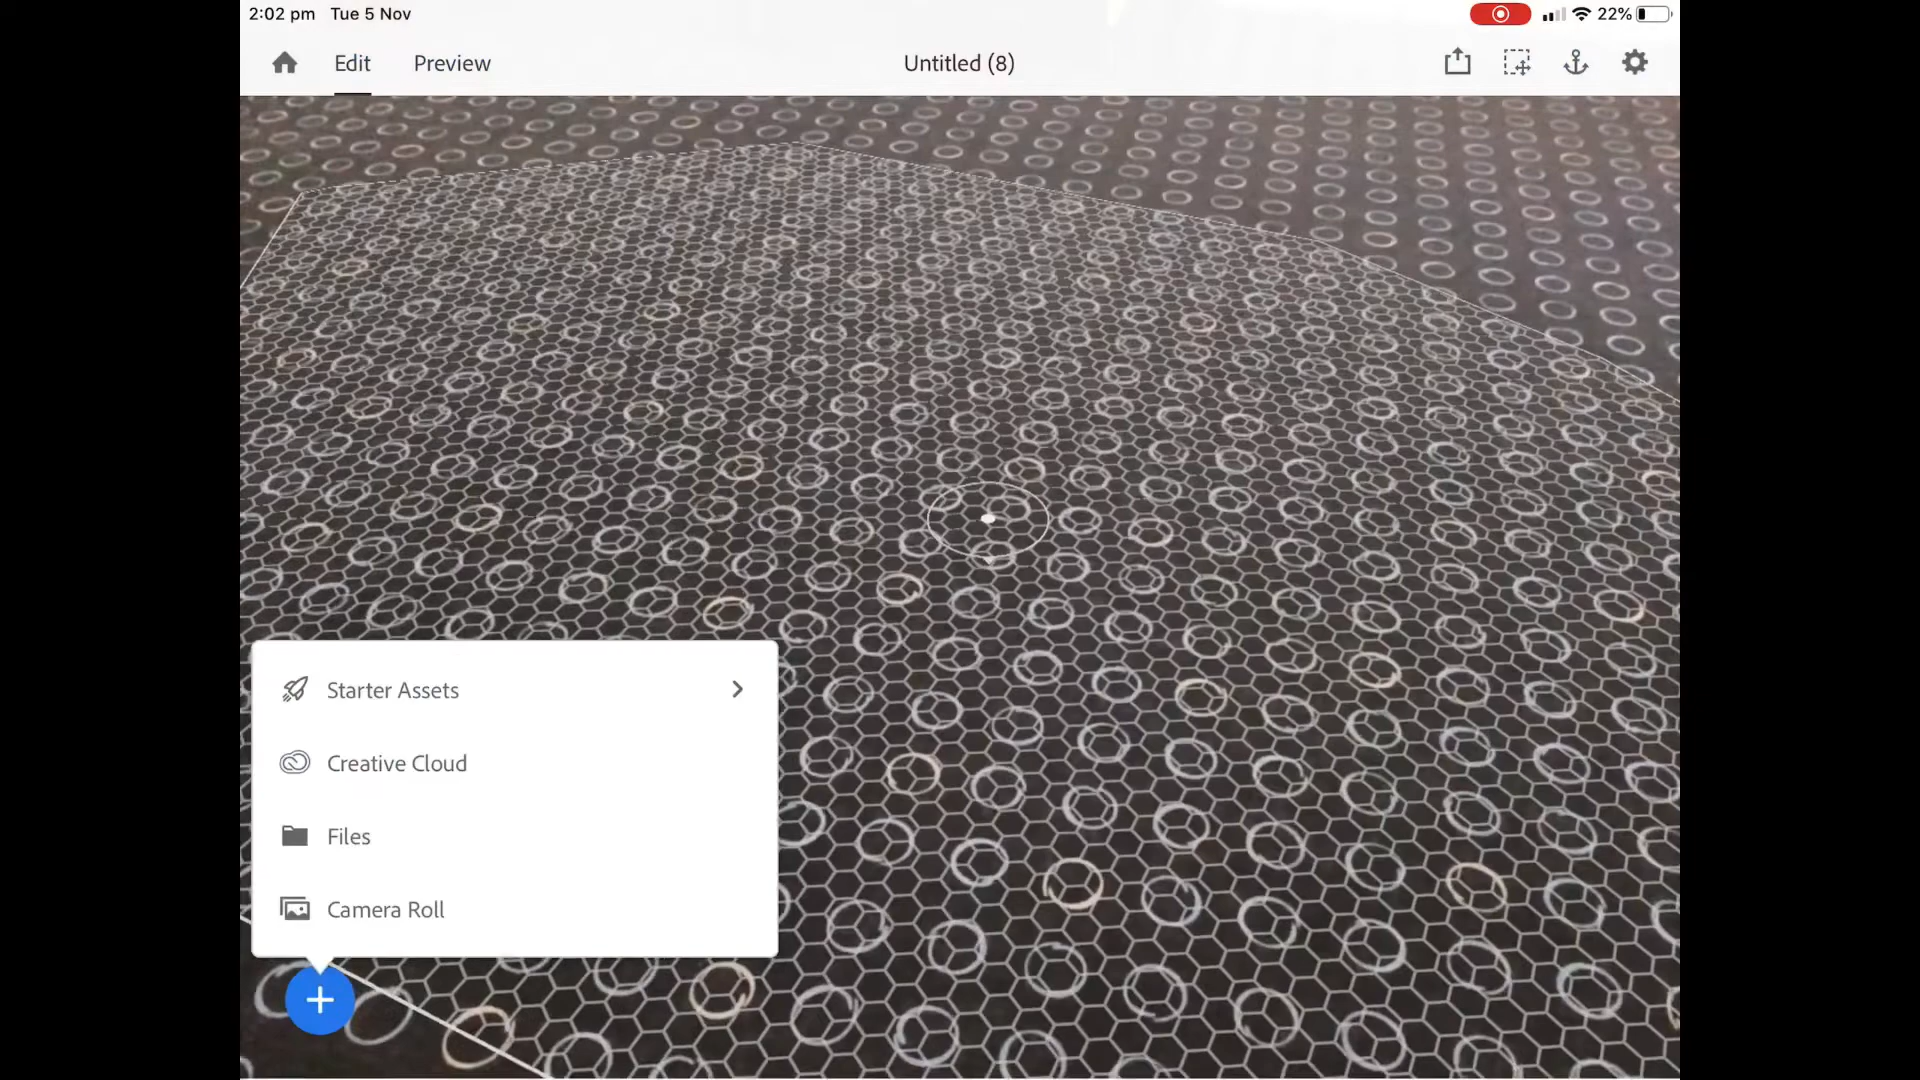 2:02 pm Tue 5 Nov
22%
Edit
Preview
Untitled (8)
Starter Assets
Creative Cloud
Files
Camera Roll